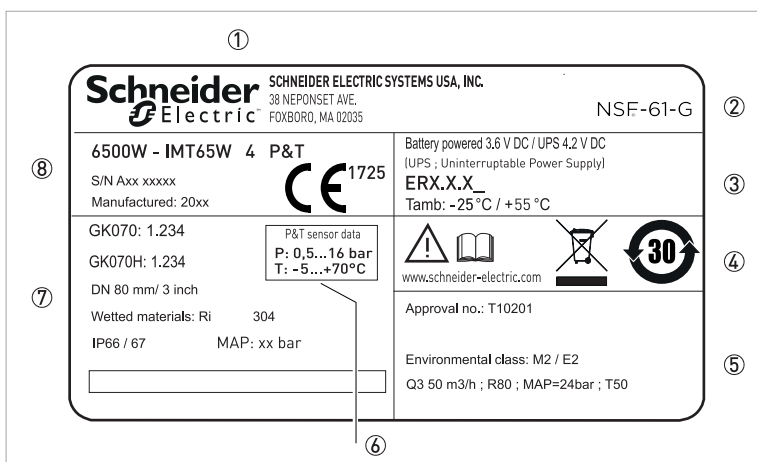 ①
Schneider Electric
SCHNEIDER ELECTRIC SYSTEMS USA, INC.
38 NEPONSET AVE.
FOXBORO, MA 02035
NSF-61-G
②
⑧
6500W - IMT65W 4 P&T
S/N Axx xxxxx
Manufactured: 20xx
CE 1725
Battery powered 3.6 V DC / UPS 4.2 V DC
(UPS ; Uninterruptable Power Supply)
ERX.X.X_
Tamb: -25 °C / +55 °C
③
⑦
GK070: 1.234
GK070H: 1.234
DN 80 mm/ 3 inch
Wetted materials: Ri 304
IP66 / 67 MAP: xx bar
P&T sensor data
P: 0,5...16 bar
T: -5...+70°C
www.schneider-electric.com
30
④
Approval no.: T10201
Environmental class: M2 / E2
Q3 50 m3/h ; R80 ; MAP=24bar ; T50
⑤
⑥